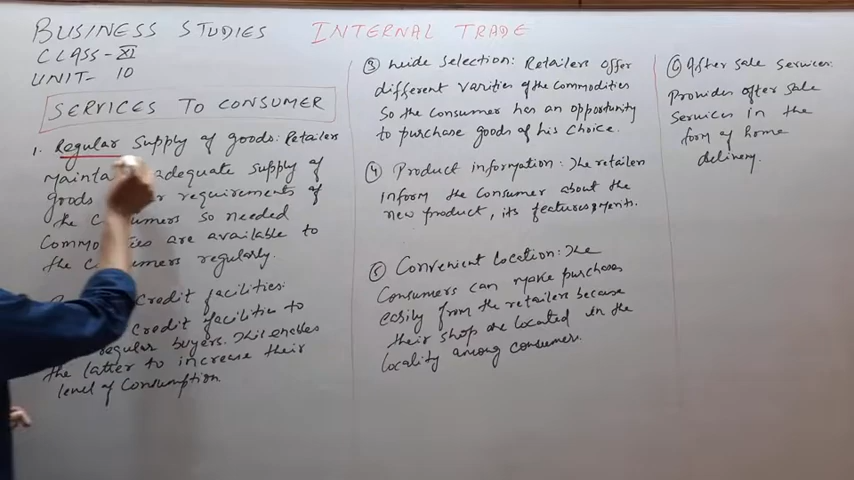 BUSINESS STUDIES INTERNAL TRADE
CLASS-XI
UNIT- 10
SERVICES TO CONSUMER
1. Regular Supply of goods: Retailers
adequate supply of
goods requirements of
the so needed
are available to
the regularly.
Credit facilities:
Credit facilities to
regular buyers. This enables
the latter to increase their
level of Consumption.
③ wide Selection: Retailers offer
different varities of the commodities
So the consumer has an opportunity
to purchase goods of his choice.
④ Product information: The retailers
inform the consumer about the
new product, its features, merits.
⑤ Convenient location: The
Consumers can make purchases
easily from the retailers because
their shop are located in the
locality among consumer.
⑥ After sale services:
Provides after sale
services in the
form of home
delivery.